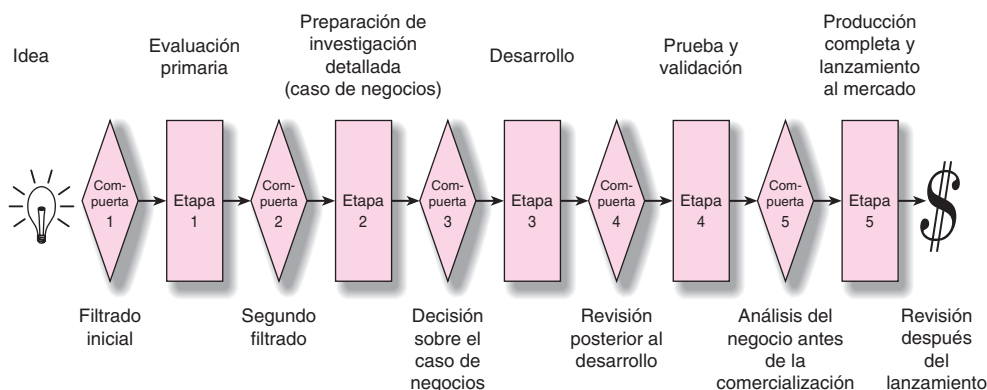 Idea
Evaluación
primaria
Preparación de
investigación
detallada
(caso de negocios)
Desarrollo
Prueba y
validación
Producción
completa y
lanzamiento
al mercado
Com-
puerta
1
Etapa
1
Com-
puerta
2
Etapa
2
Com-
puerta
3
Etapa
3
Com-
puerta
4
Etapa
4
Com-
puerta
5
Etapa
5
$
Filtrado
inicial
Segundo
filtrado
Decisión
sobre el
caso de
negocios
Revisión
posterior al
desarrollo
Análisis del
negocio antes
de la
comercialización
Revisión
después
del
lanzamiento